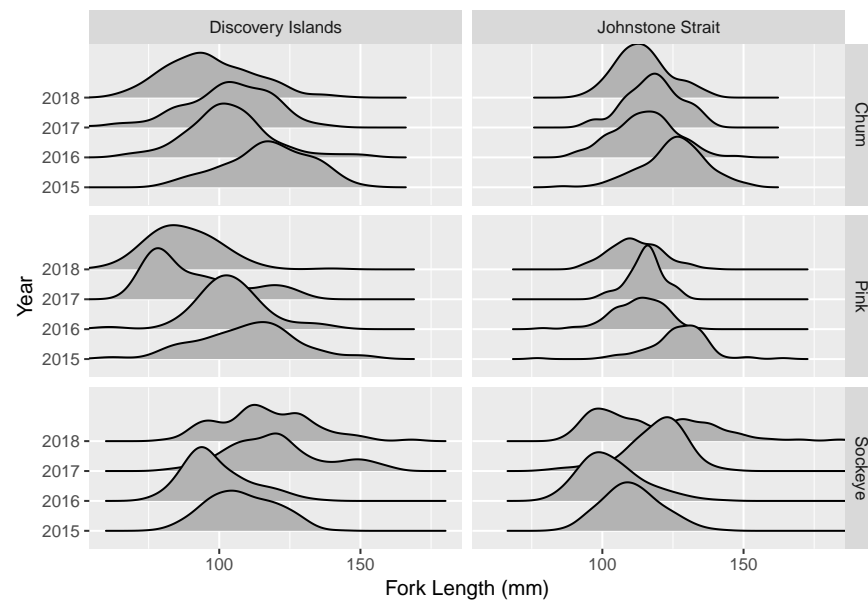 Discovery Islands
Johnstone Strait
2018
2017
2016
2015
Chum
2018
2017
2016
2015
Pink
2018
2017
2016
2015
Sockeye
100
150
100
150
Fork Length (mm)
Year